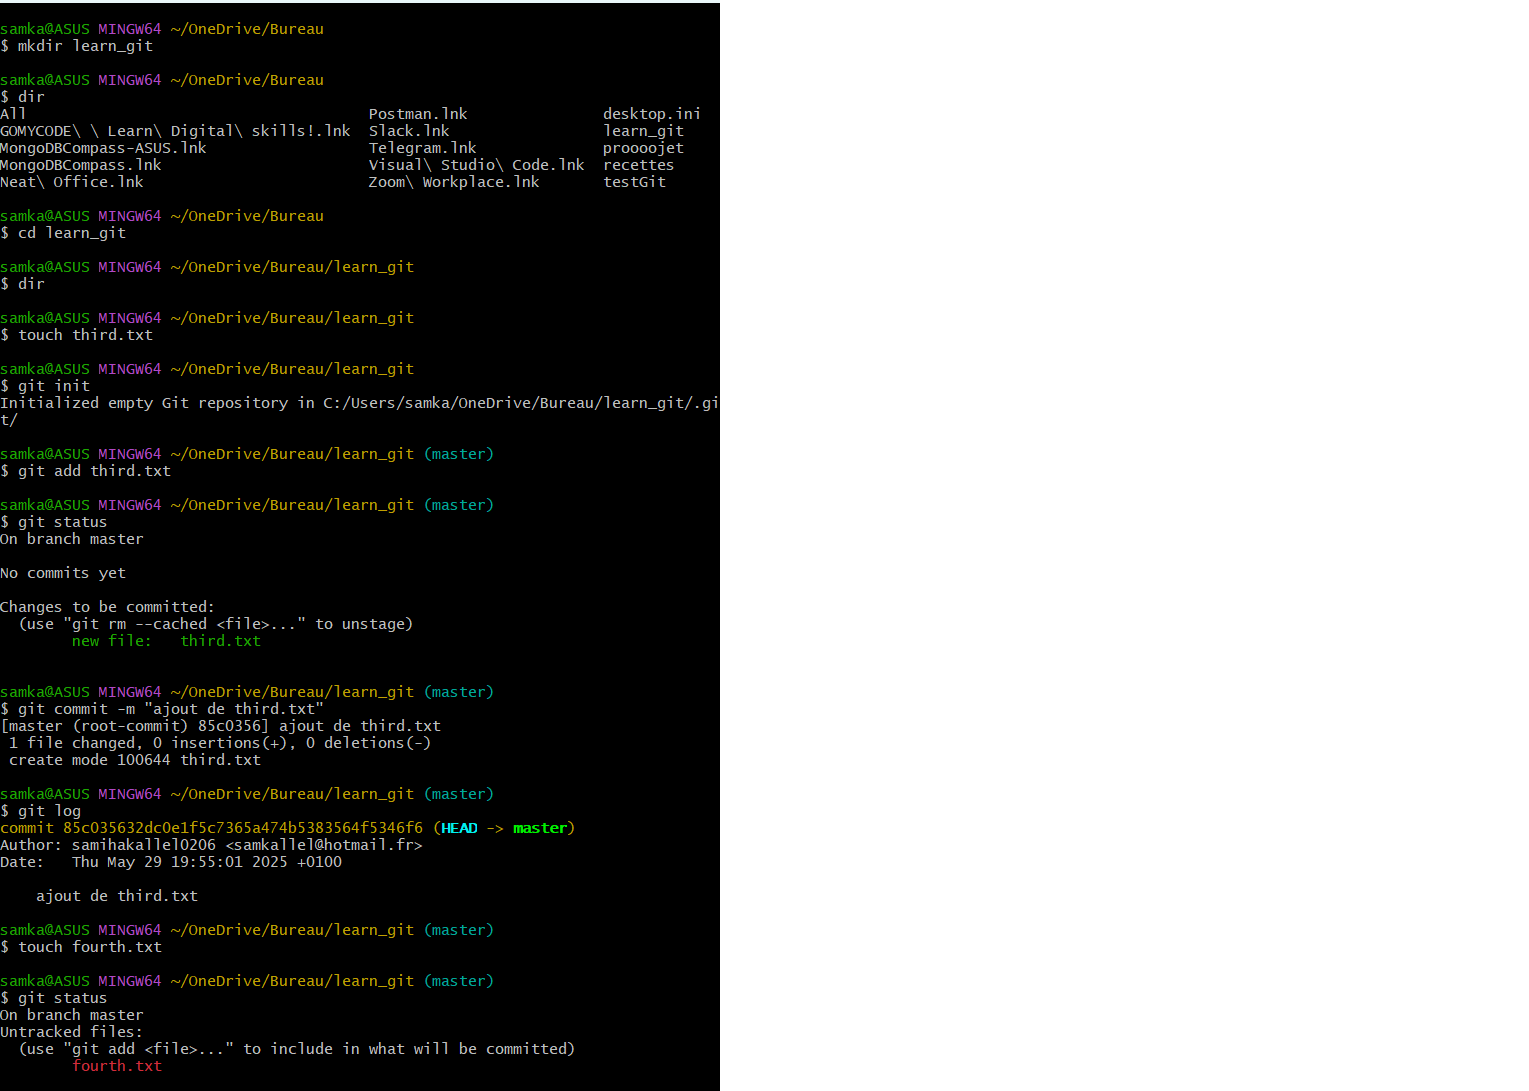 samka@ASUS MINGW64 ~/OneDrive/Bureau
$ mkdir learn_git
samka@ASUS MINGW64 ~/OneDrive/Bureau
$ dir
All Postman.lnk desktop.ini
GOMYCODE\ \ Learn\ Digital\ skills!.lnk Slack.lnk learn_git
MongoDBCompass-ASUS.lnk Telegram.lnk proooojet
MongoDBCompass.lnk Visual\ Studio\ Code.lnk recettes
Neat\ Office.lnk Zoom\ Workplace.lnk testGit
samka@ASUS MINGW64 ~/OneDrive/Bureau
$ cd learn_git
samka@ASUS MINGW64 ~/OneDrive/Bureau/learn_git
$ dir
samka@ASUS MINGW64 ~/OneDrive/Bureau/learn_git
$ touch third.txt
samka@ASUS MINGW64 ~/OneDrive/Bureau/learn_git
$ git init
Initialized empty Git repository in C:/Users/samka/OneDrive/Bureau/learn_git/.gi
t/
samka@ASUS MINGW64 ~/OneDrive/Bureau/learn_git (master)
$ git add third.txt
samka@ASUS MINGW64 ~/OneDrive/Bureau/learn_git (master)
$ git status
On branch master
No commits yet
Changes to be committed:
(use "git rm --cached <file>..." to unstage)
new file: third.txt
samka@ASUS MINGW64 ~/OneDrive/Bureau/learn_git (master)
$ git commit -m "ajout de third.txt"
[master (root-commit) 85c0356] ajout de third.txt
1 file changed, 0 insertions(+), 0 deletions(-)
create mode 100644 third.txt
samka@ASUS MINGW64 ~/OneDrive/Bureau/learn_git (master)
$ git log
commit 85c035632dc0e1f5c7365a474b5383564f5346f6 (HEAD -> master)
Author: samihakallel0206 <samkallel@hotmail.fr>
Date: Thu May 29 19:55:01 2025 +0100
ajout de third.txt
samka@ASUS MINGW64 ~/OneDrive/Bureau/learn_git (master)
$ touch fourth.txt
samka@ASUS MINGW64 ~/OneDrive/Bureau/learn_git (master)
$ git status
On branch master
Untracked files:
(use "git add <file>..." to include in what will be committed)
fourth.txt